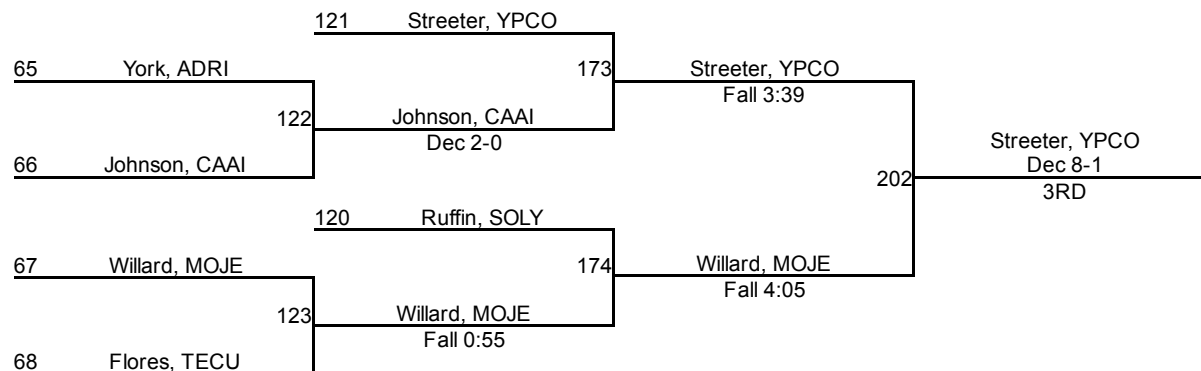 121 Streeter, YPCO
65 York, ADRI
173 Streeter, YPCO
Fall 3:39
122 Johnson, CAAI
Dec 2-0
Streeter, YPCO
Dec 8-1
66 Johnson, CAAI
202
3RD
120 Ruffin, SOLY
67 Willard, MOJE
174 Willard, MOJE
Fall 4:05
123 Willard, MOJE
Fall 0:55
68 Flores, TECU